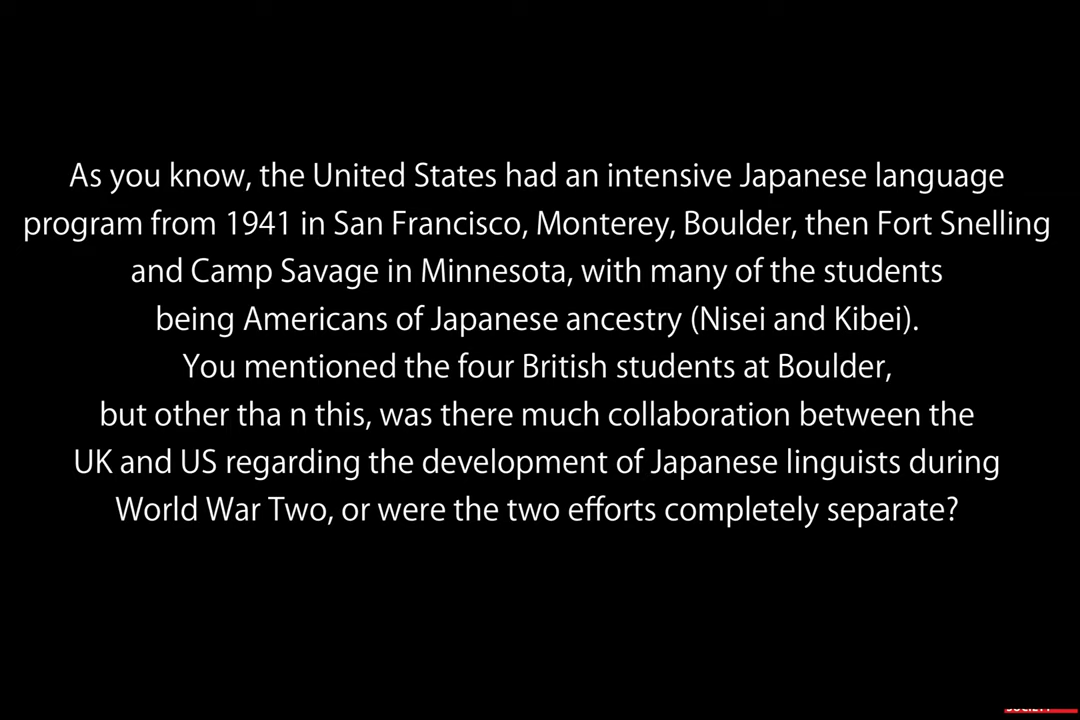 As you know, the United States had an intensive Japanese language
program from 1941 in San Francisco, Monterey, Boulder, then Fort Snelling
and Camp Savage in Minnesota, with many of the students
being Americans of Japanese ancestry (Nisei and Kibei).
You mentioned the four British students at Boulder,
but other tha n this, was there much collaboration between the
UK and US regarding the development of Japanese linguists during
World War Two, or were the two efforts completely separate?